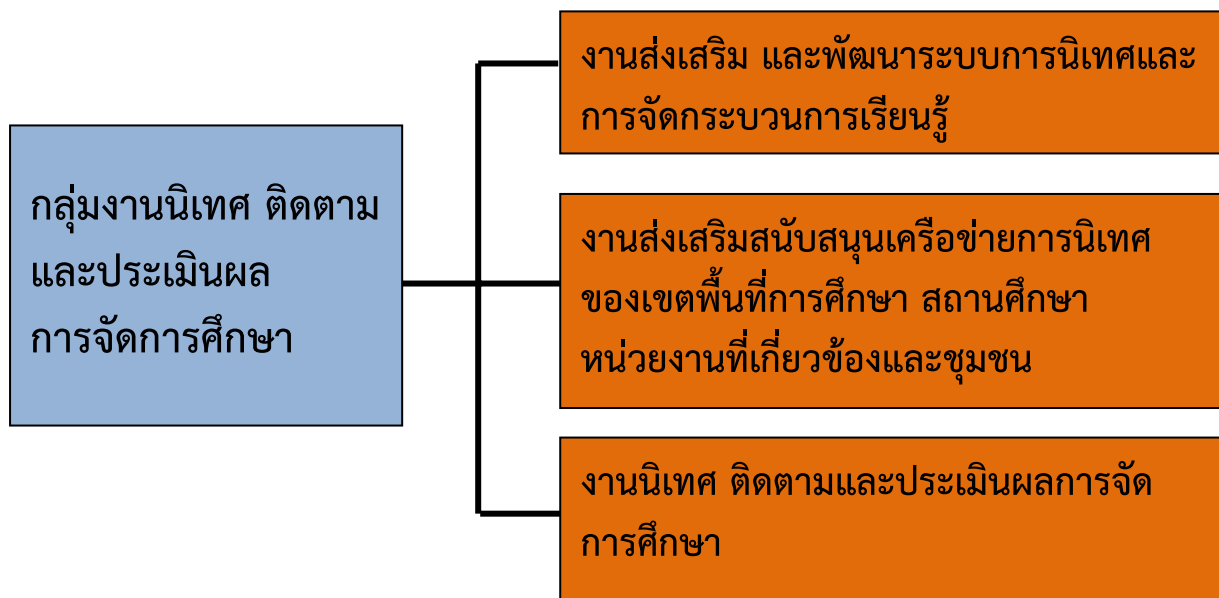 กลุ่มงานนิเทศ ติดตาม
และประเมินผล
การจัดการศึกษา
งานส่งเสริม และพัฒนาระบบการนิเทศและ
การจัดกระบวนการเรียนรู้
งานส่งเสริมสนับสนุนเครือข่ายการนิเทศ
ของเขตพื้นที่การศึกษา สถานศึกษา
หน่วยงานที่เกี่ยวข้องและชุมชน
งานนิเทศ ติดตามและประเมินผลการจัด
การศึกษา